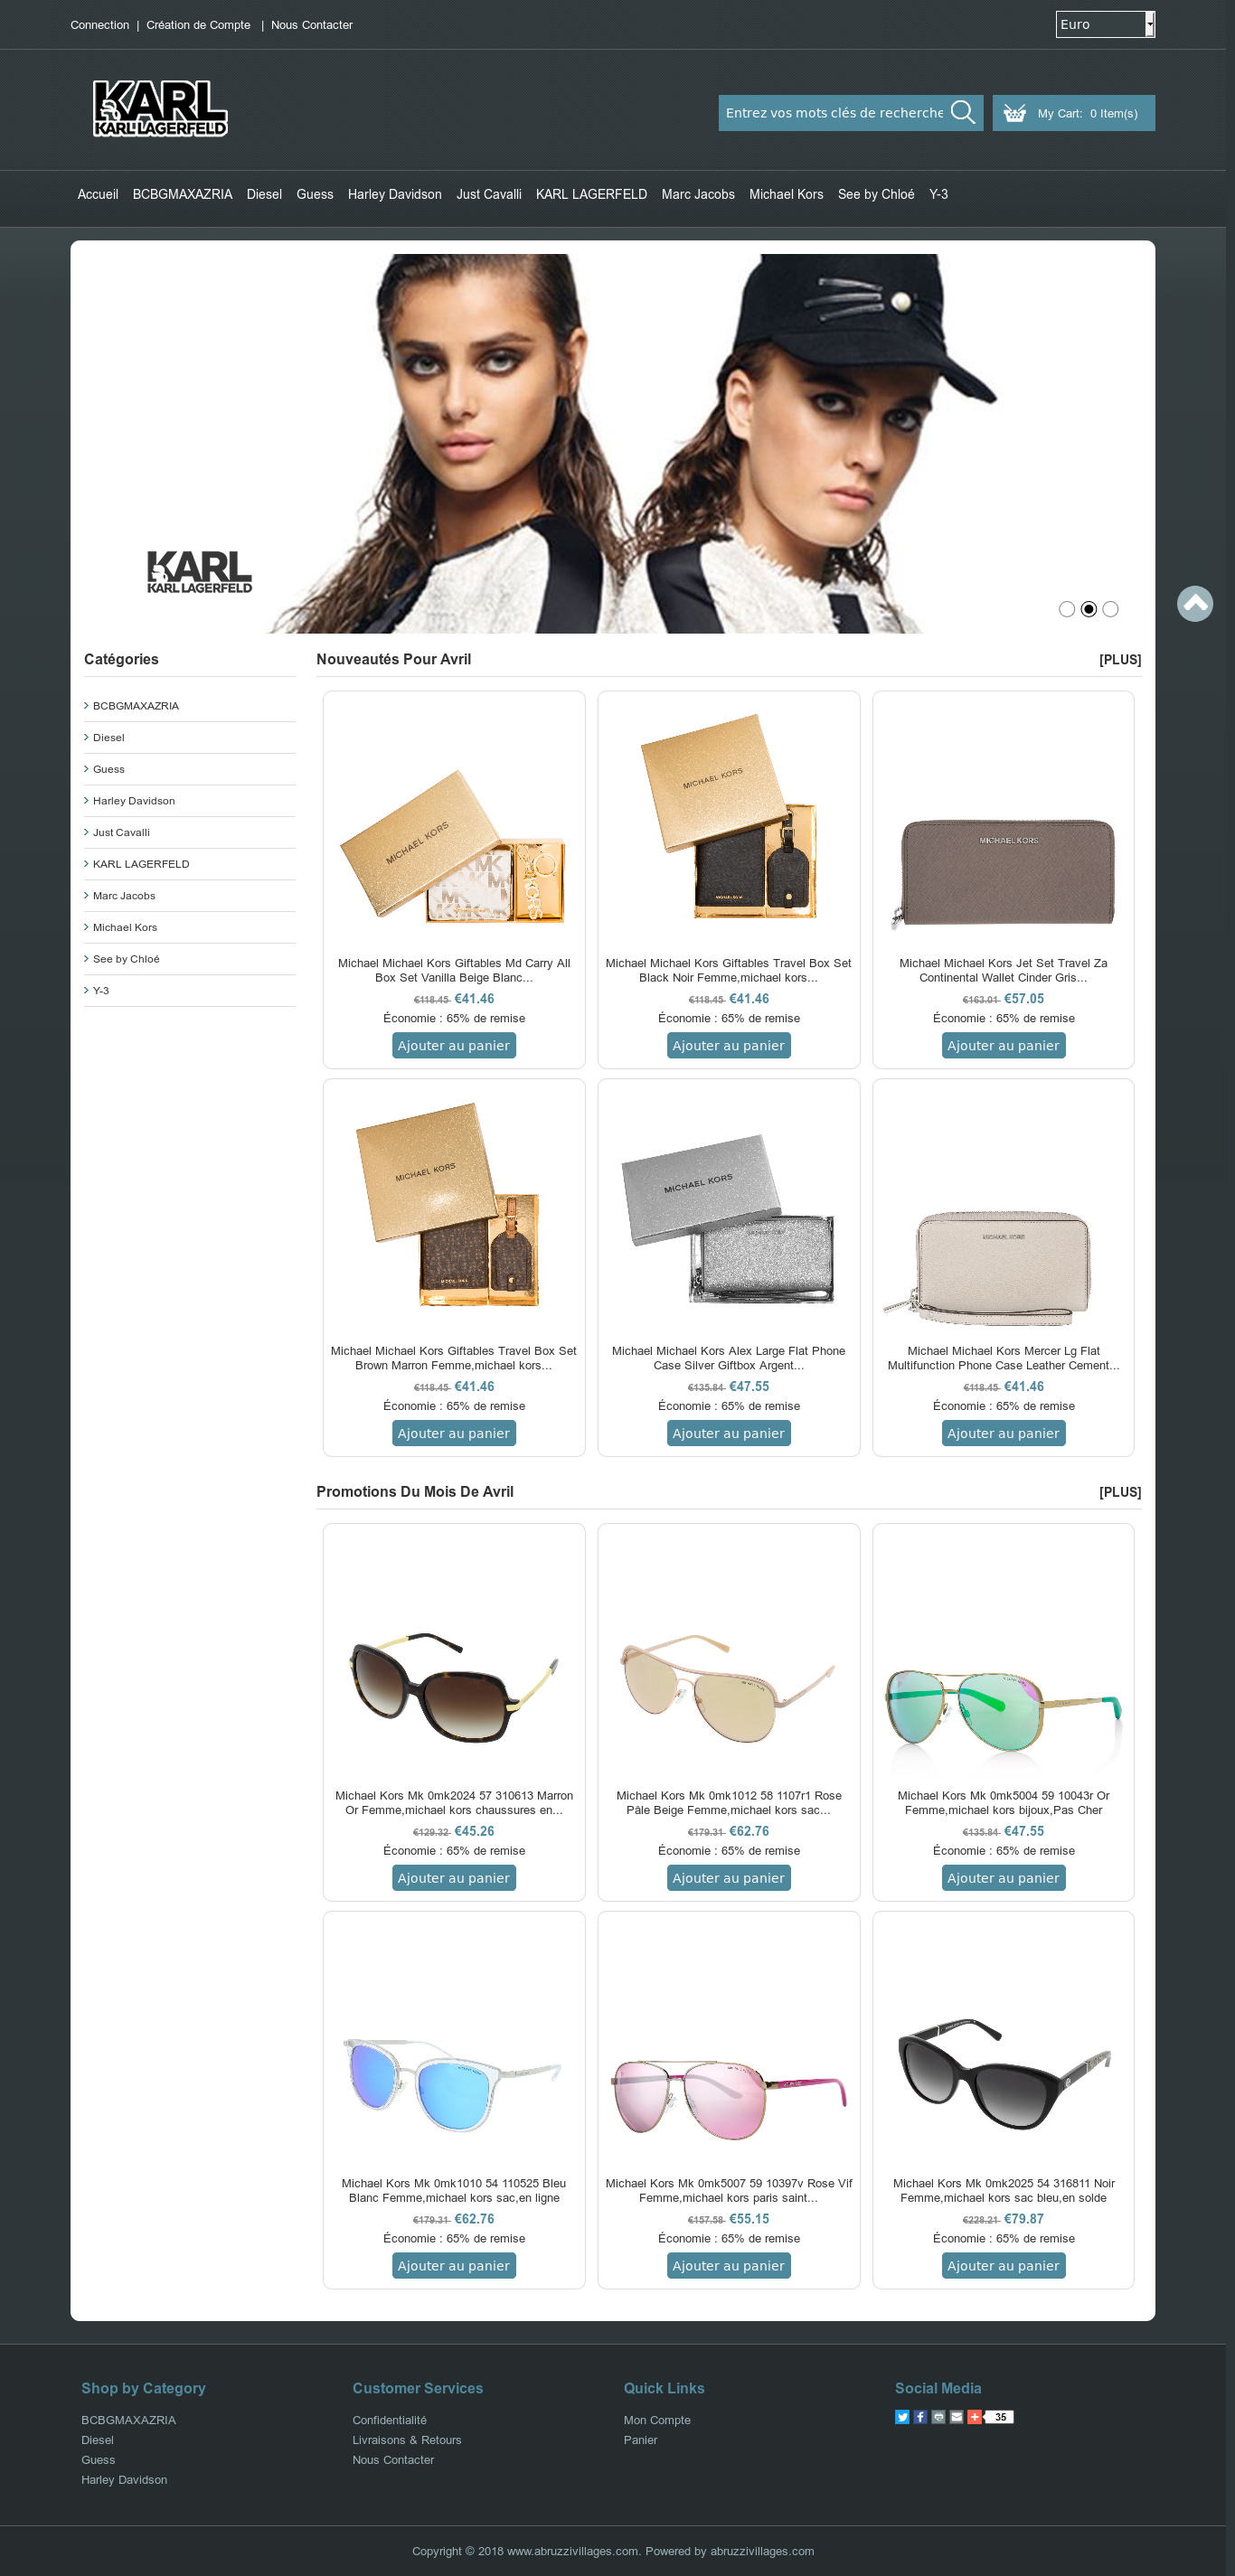 Connection | Création de Compte | Nous Contacter
Euro
KARL
KARL LAGERFELD
Entrez vos mots clés de recherche
My Cart: 0 Item(s)
Accueil BCBGMAXAZRIA Diesel Guess Harley Davidson Just Cavalli KARL LAGERFELD Marc Jacobs Michael Kors See by Chloé Y-3
KARL
KARL LAGERFELD
Catégories
BCBGMAXAZRIA
Diesel
Guess
Harley Davidson
Just Cavalli
KARL LAGERFELD
Marc Jacobs
Michael Kors
See by Chloé
Y-3
Nouveautés Pour Avril [PLUS]
MICHAEL KORS
MICHAEL KORS
MICHAEL KORS
Michael Michael Kors Giftables Md Carry All
Box Set Vanilla Beige Blanc...
€118.45 €41.46
Économie : 65% de remise
Ajouter au panier
Michael Michael Kors Giftables Travel Box Set
Black Noir Femme,michael kors...
€118.45 €41.46
Économie : 65% de remise
Ajouter au panier
Michael Michael Kors Jet Set Travel Za
Continental Wallet Cinder Gris...
€163.01 €57.05
Économie : 65% de remise
Ajouter au panier
MICHAEL KORS
MICHAEL KORS
MICHAEL KORS
Michael Michael Kors Giftables Travel Box Set
Brown Marron Femme,michael kors...
€118.45 €41.46
Économie : 65% de remise
Ajouter au panier
Michael Michael Kors Alex Large Flat Phone
Case Silver Giftbox Argent...
€135.84 €47.55
Économie : 65% de remise
Ajouter au panier
Michael Michael Kors Mercer Lg Flat
Multifunction Phone Case Leather Cement...
€118.45 €41.46
Économie : 65% de remise
Ajouter au panier
Promotions Du Mois De Avril [PLUS]
Michael Kors Mk 0mk2024 57 310613 Marron
Or Femme,michael kors chaussures en...
€129.32 €45.26
Économie : 65% de remise
Ajouter au panier
Michael Kors Mk 0mk1012 58 1107r1 Rose
Pâle Beige Femme,michael kors sac...
€179.31 €62.76
Économie : 65% de remise
Ajouter au panier
Michael Kors Mk 0mk5004 59 10043r Or
Femme,michael kors bijoux,Pas Cher
€135.84 €47.55
Économie : 65% de remise
Ajouter au panier
Michael Kors Mk 0mk1010 54 110525 Bleu
Blanc Femme,michael kors sac,en ligne
€179.31 €62.76
Économie : 65% de remise
Ajouter au panier
Michael Kors Mk 0mk5007 59 10397v Rose Vif
Femme,michael kors paris saint...
€157.58 €55.15
Économie : 65% de remise
Ajouter au panier
Michael Kors Mk 0mk2025 54 316811 Noir
Femme,michael kors sac bleu,en solde
€228.21 €79.87
Économie : 65% de remise
Ajouter au panier
Shop by Category
BCBGMAXAZRIA
Diesel
Guess
Harley Davidson
Customer Services
Confidentialité
Livraisons & Retours
Nous Contacter
Quick Links
Mon Compte
Panier
Social Media
35
Copyright © 2018 www.abruzzivillages.com. Powered by abruzzivillages.com